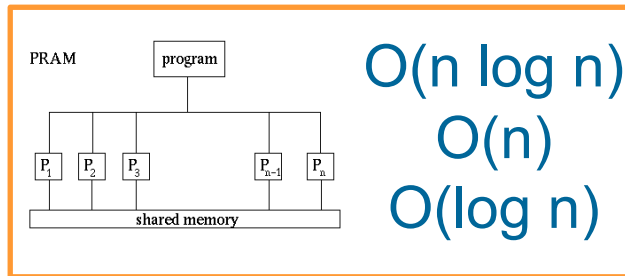 PRAM
program
P1 P2 P3 Pn-1 Pn
shared memory
O(n log n)
O(n)
O(log n)